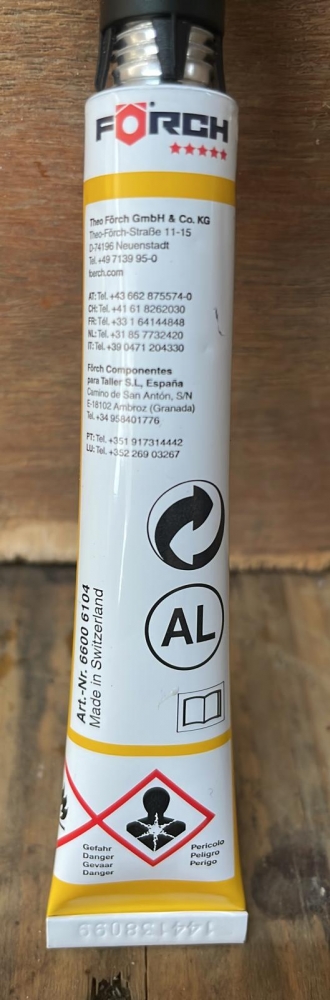 FÖRCH
Theo Förch GmbH & Co. KG
Theo-Förch-Straße 11-15
D-74196 Neuenstadt
Tel. +49 7139 95-0
foerch.com
AT: Tel. +43 662 875574-0
CH: Tel. +41 61 8262030
FR: Tél. +33 1 64144848
NL: Tel. +31 85 7732420
IT: Tel. +39 0471 204330
Förch Componentes
para Taller S.L, España
Camino de San Antón, S/N
E-18102 Ambroz (Granada)
Tel. +34 958401776
PT: Tel. +351 917314442
LU: Tel. +352 269 03267
AL
Art.-Nr. 6600 6104
Made in Switzerland
Gefahr
Danger
Gevaar
Danger
Pericolo
Peligro
Perigo
144138099